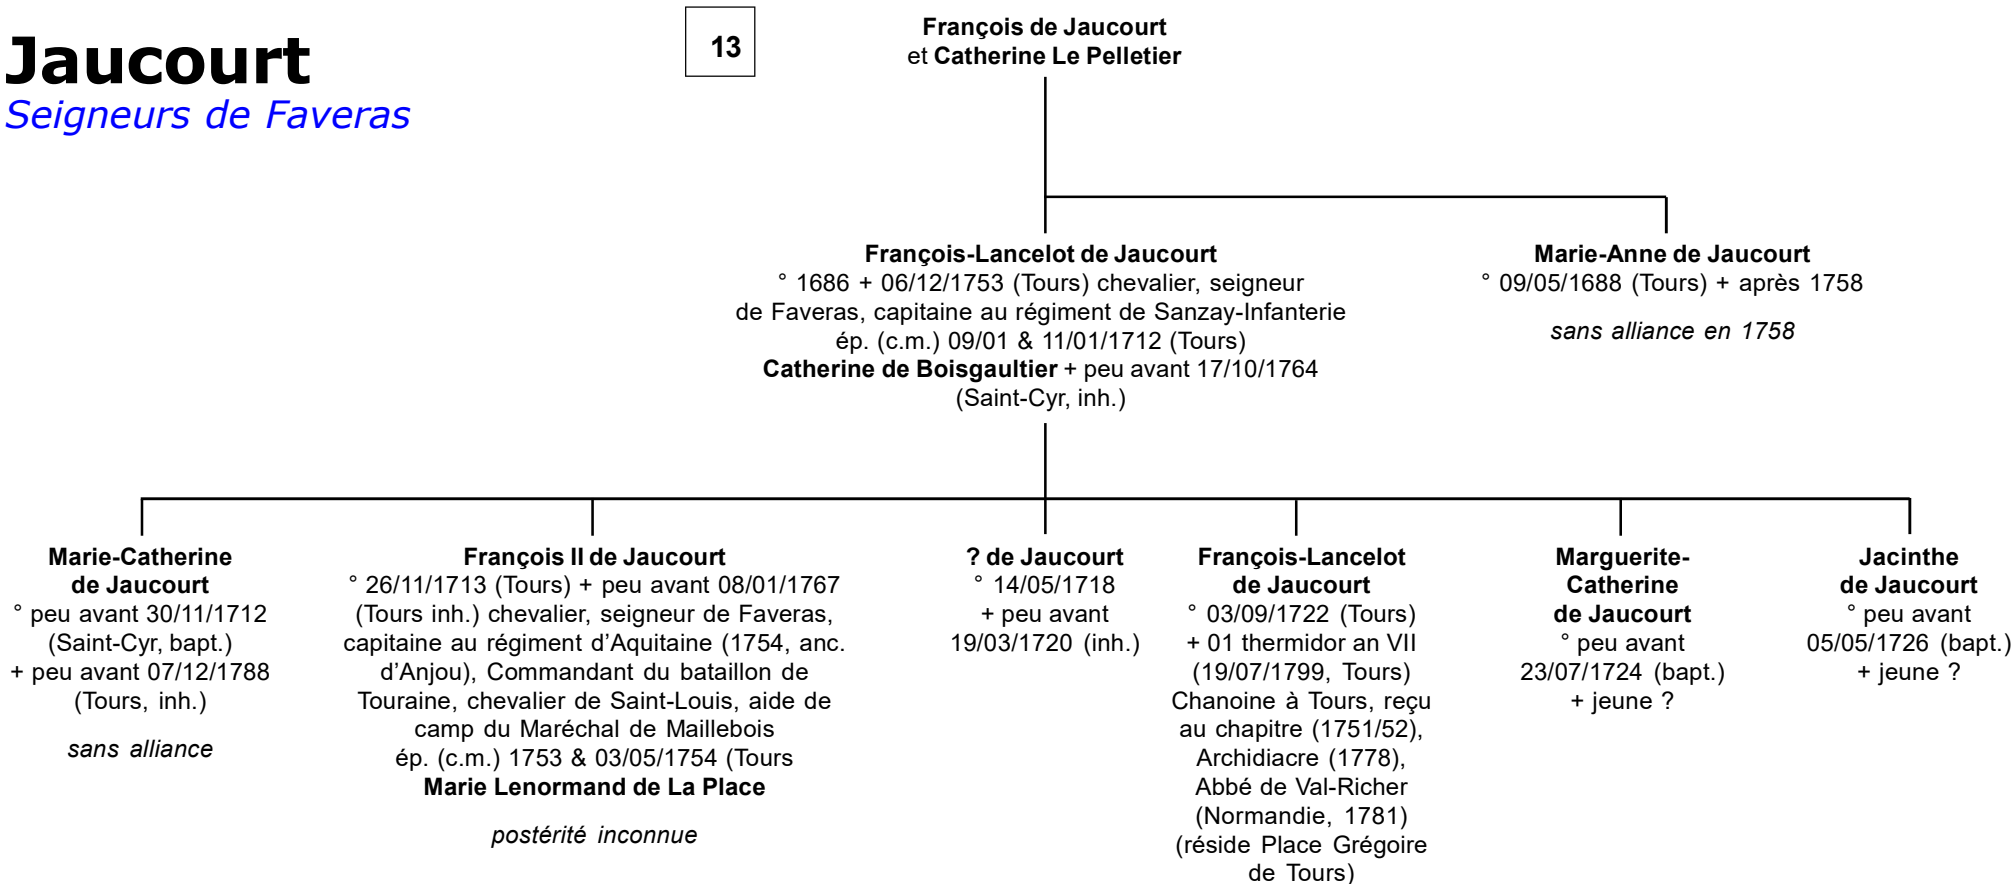 Jaucourt
Seigneurs de Faveras
13
François de Jaucourt
et Catherine Le Pelletier
François-Lancelot de Jaucourt
° 1686 + 06/12/1753 (Tours) chevalier, seigneur
de Faveras, capitaine au régiment de Sanzay-Infanterie
ép. (c.m.) 09/01 & 11/01/1712 (Tours)
Catherine de Boisgaultier + peu avant 17/10/1764
(Saint-Cyr, inh.)
Marie-Anne de Jaucourt
° 09/05/1688 (Tours) + après 1758
sans alliance en 1758
Marie-Catherine
de Jaucourt
° peu avant 30/11/1712
(Saint-Cyr, bapt.)
+ peu avant 07/12/1788
(Tours, inh.)
sans alliance
François II de Jaucourt
° 26/11/1713 (Tours) + peu avant 08/01/1767
(Tours inh.) chevalier, seigneur de Faveras,
capitaine au régiment d'Aquitaine (1754, anc.
d'Anjou), Commandant du bataillon de
Touraine, chevalier de Saint-Louis, aide de
camp du Maréchal de Maillebois
ép. (c.m.) 1753 & 03/05/1754 (Tours
Marie Lenormand de La Place
postérité inconnue
? de Jaucourt
° 14/05/1718
+ peu avant
19/03/1720 (inh.)
François-Lancelot
de Jaucourt
° 03/09/1722 (Tours)
+ 01 thermidor an VII
(19/07/1799, Tours)
Chanoine à Tours, reçu
au chapitre (1751/52),
Archidiacre (1778),
Abbé de Val-Richer
(Normandie, 1781)
(réside Place Grégoire
de Tours)
Marguerite-
Catherine
de Jaucourt
° peu avant
23/07/1724 (bapt.)
+ jeune ?
Jacinthe
de Jaucourt
° peu avant
05/05/1726 (bapt.)
+ jeune ?